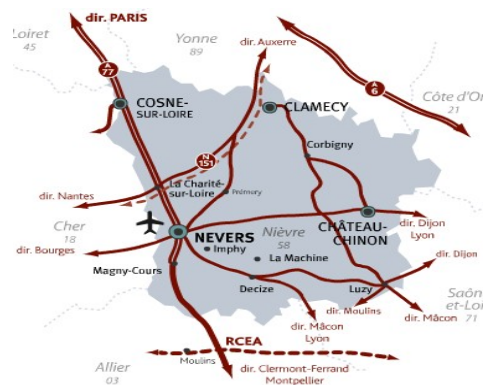 dir. PARIS
Loiret
45
Yonne
89
dir. Auxerre
A
77
A
6
COSNE-
SUR-LOIRE
CLAMECY
Côte d'Or
21
Corbigny
N
151
La Charité-
sur-Loire
Prémery
dir. Nantes
Cher
18
CHÂTEAU-
CHINON
dir. Dijon
Lyon
NEVERS
Nièvre
58
Imphy
dir. Bourges
La Machine
dir. Dijon
Magny-Cours
Decize
Luzy
Saôn
et-Loi
71
dir. Moulins
dir. Mâcon
dir. Mâcon
Lyon
RCEA
Moulins
Allier
03
dir. Clermont-Ferrand
Montpellier